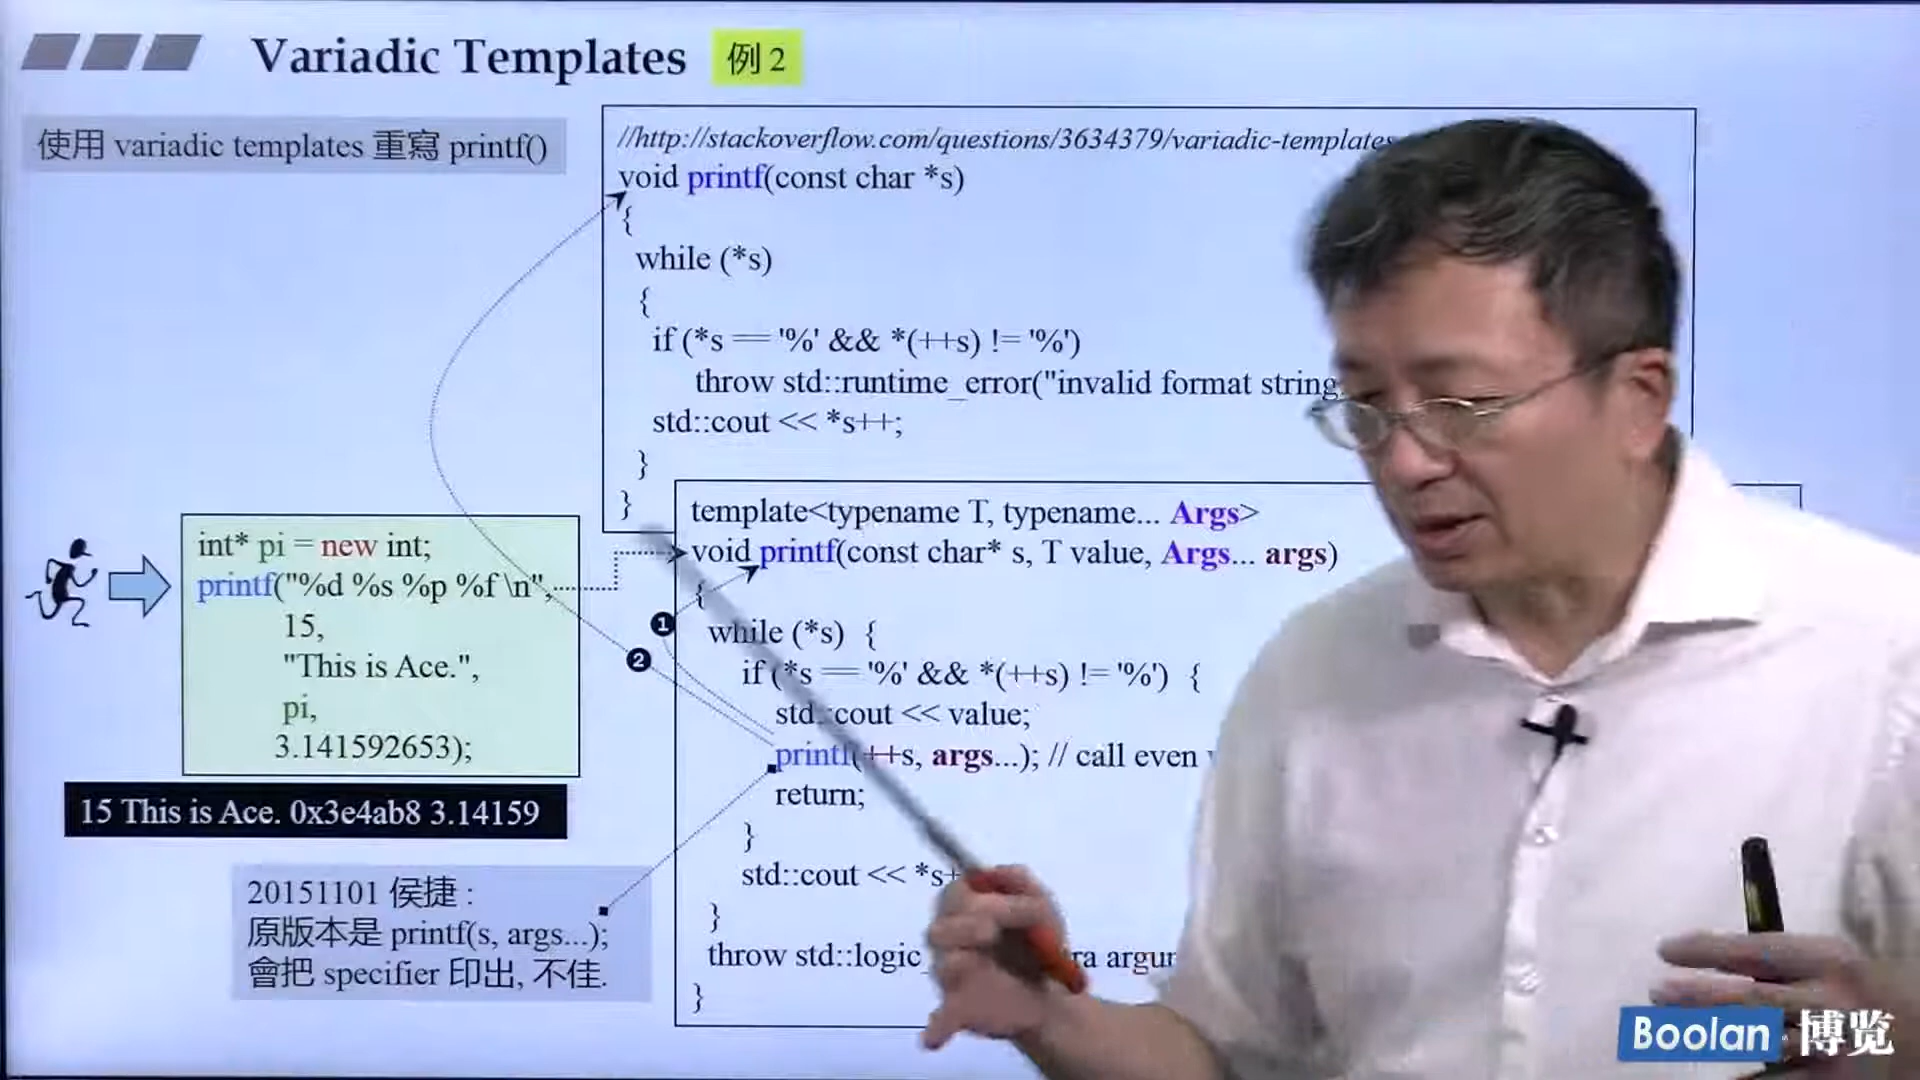 Variadic Templates 例 2
使用 variadic templates 重寫 printf()
//http://stackoverflow.com/questions/3634379/variadic-templates
void printf(const char *s)
{
while (*s)
{
if (*s == '%' && *(++s) != '%')
throw std::runtime_error("invalid format string
std::cout << *s++;
}
}
int* pi = new int;
printf("%d %s %p %f \n",
15,
"This is Ace.",
pi,
3.141592653);
15 This is Ace. 0x3e4ab8 3.14159
20151101 侯捷 :
原版本是 printf(s, args...);
會把 specifier 印出, 不佳.
❶
❷
template<typename T, typename... Args>
void printf(const char* s, T value, Args... args)
{
while (*s) {
if (*s == '%' && *(++s) != '%') {
std::cout << value;
printf(++s, args...); // call even
return;
}
std::cout << *s+
}
throw std::logic_
}
Boolan 博览